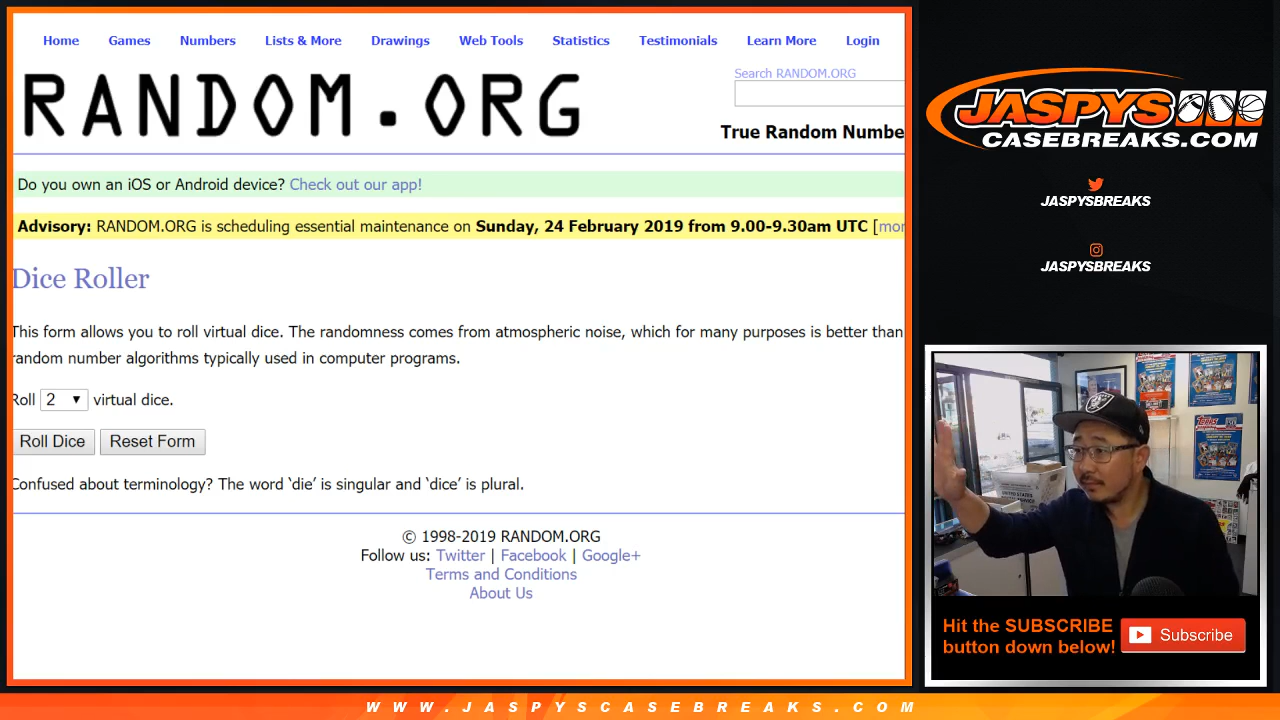 Home Games Numbers Lists & More Drawings Web Tools Statistics Testimonials Learn More Login
RANDOM.ORG
Search RANDOM.ORG
True Random Numbe
Do you own an iOS or Android device? Check out our app!
Advisory: RANDOM.ORG is scheduling essential maintenance on Sunday, 24 February 2019 from 9.00-9.30am UTC [mor
Dice Roller
This form allows you to roll virtual dice. The randomness comes from atmospheric noise, which for many purposes is better than
random number algorithms typically used in computer programs.
Roll 2 virtual dice.
Roll Dice Reset Form
Confused about terminology? The word ‘die’ is singular and ‘dice’ is plural.
© 1998-2019 RANDOM.ORG
Follow us: Twitter | Facebook | Google+
Terms and Conditions
About Us
JASPYS
CASEBREAKS.COM
JASPYSBREAKS
JASPYSBREAKS
Hit the SUBSCRIBE
button down below!
Subscribe
WWW.JASPYSCASEBREAKS.COM